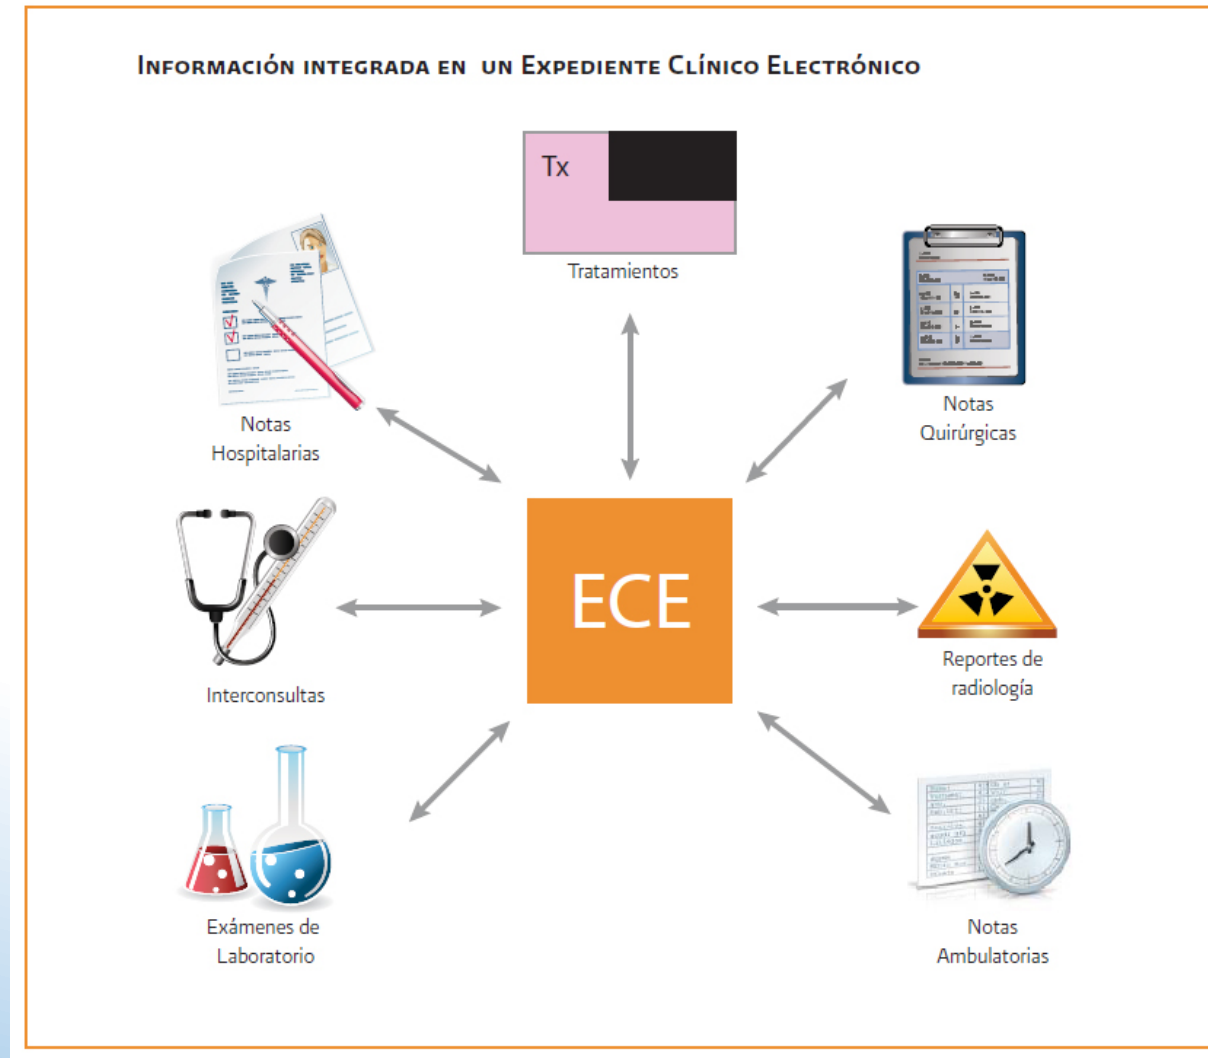 Información integrada en un Expediente Clínico Electrónico
Tx
Tratamientos
Notas
Hospitalarias
Notas
Quirúrgicas
ECE
Interconsultas
Reportes de
radiología
Exámenes de
Laboratorio
Notas
Ambulatorias